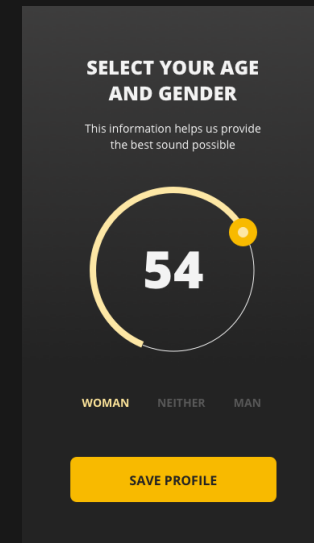 SELECT YOUR AGE
AND GENDER
This information helps us provide
the best sound possible
54
WOMAN NEITHER MAN
SAVE PROFILE